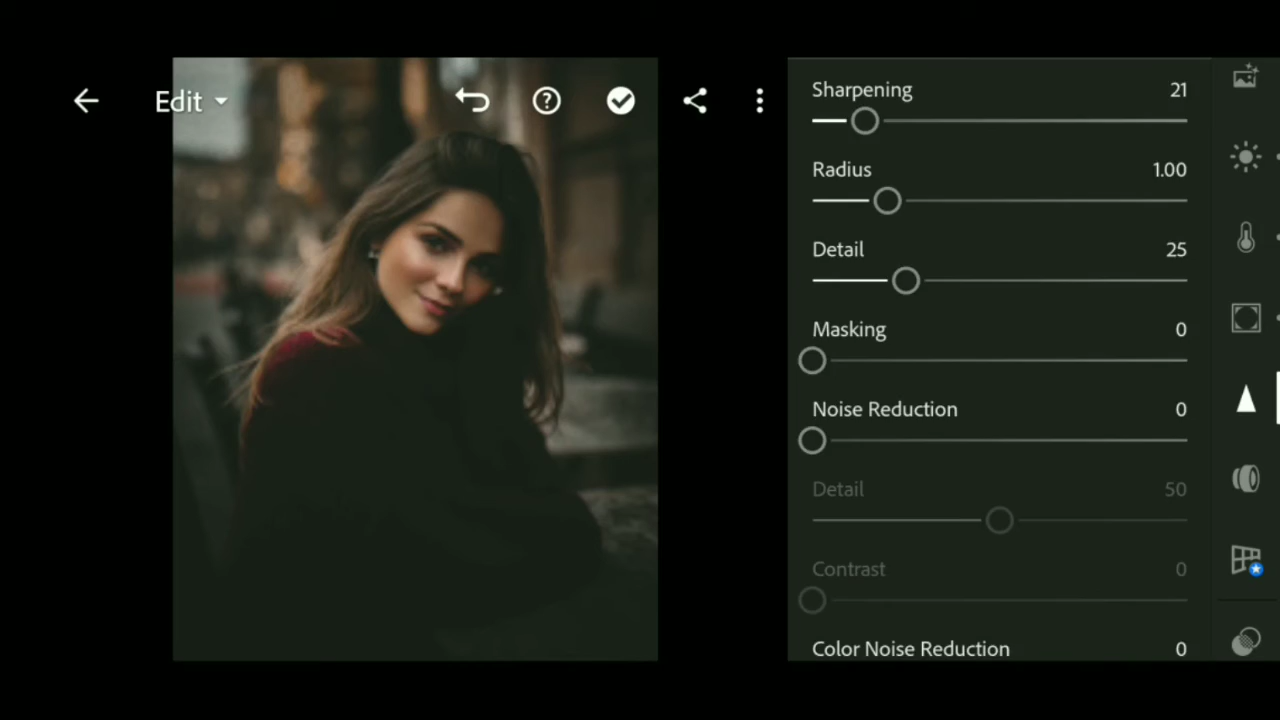 Edit
Sharpening 21
Radius 1.00
Detail 25
Masking 0
Noise Reduction 0
Detail 50
Contrast 0
Color Noise Reduction 0